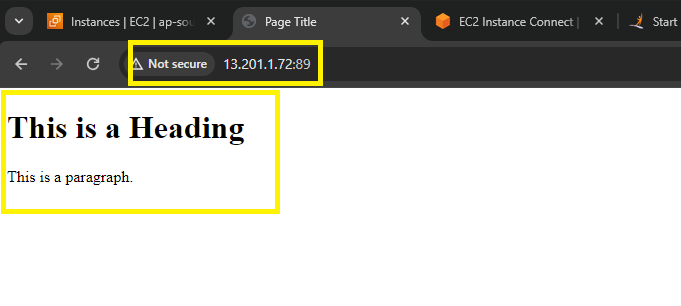 Instances | EC2 | ap-sou
Page Title
EC2 Instance Connect |
Start
Not secure
13.201.1.72:89
This is a Heading
This is a paragraph.